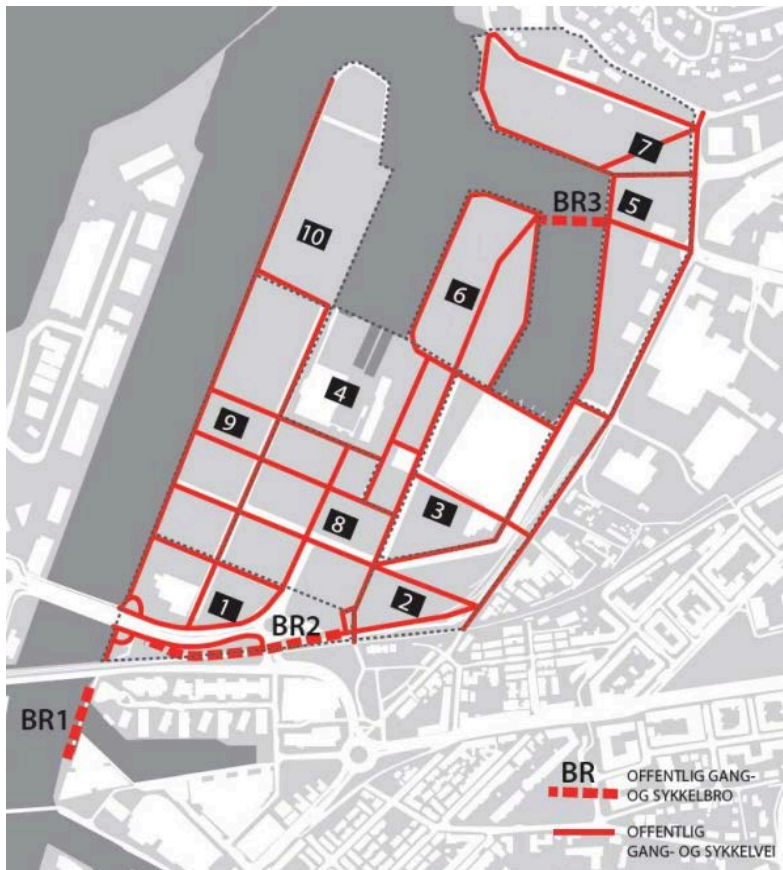 7
BR3
5
10
6
4
9
3
8
1
BR2
2
BR1
BR
OFFENTLIG GANG-
OG SYKKELBRO
OFFENTLIG
GANG- OG SYKKELVEI